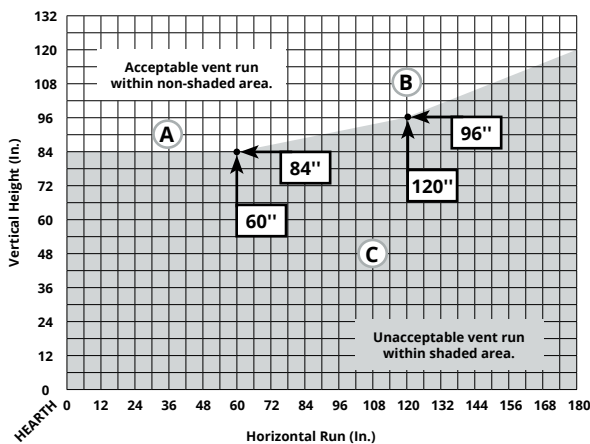 132
120
108
96
84
72
60
48
36
24
12
0
Vertical Height (In.)
Acceptable vent run
within non-shaded area.
A
B
C
84''
60''
96''
120''
Unacceptable vent run
within shaded area.
HEARTH
0 12 24 36 48 60 72 84 96 108 120 132 144 156 168 180
Horizontal Run (In.)